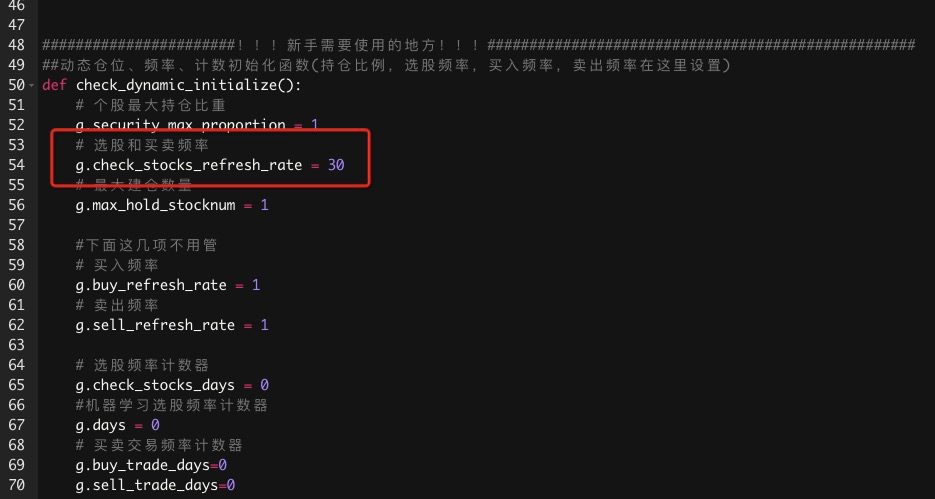 46
47
48 #######################！！！新手需要使用的地方！！！###################################################
49 ##动态仓位、频率、计数初始化函数(持仓比例，选股频率，买入频率，卖出频率在这里设置)
50 def check_dynamic_initialize():
51 # 个股最大持仓比重
52 g.security_max_proportion = 1
53 # 选股和买卖频率
54 g.check_stocks_refresh_rate = 30
55 # 最大建仓数量
56 g.max_hold_stocknum = 1
57
58 #下面这几项不用管
59 # 买入频率
60 g.buy_refresh_rate = 1
61 # 卖出频率
62 g.sell_refresh_rate = 1
63
64 # 选股频率计数器
65 g.check_stocks_days = 0
66 #机器学习选股频率计数器
67 g.days = 0
68 # 买卖交易频率计数器
69 g.buy_trade_days=0
70 g.sell_trade_days=0